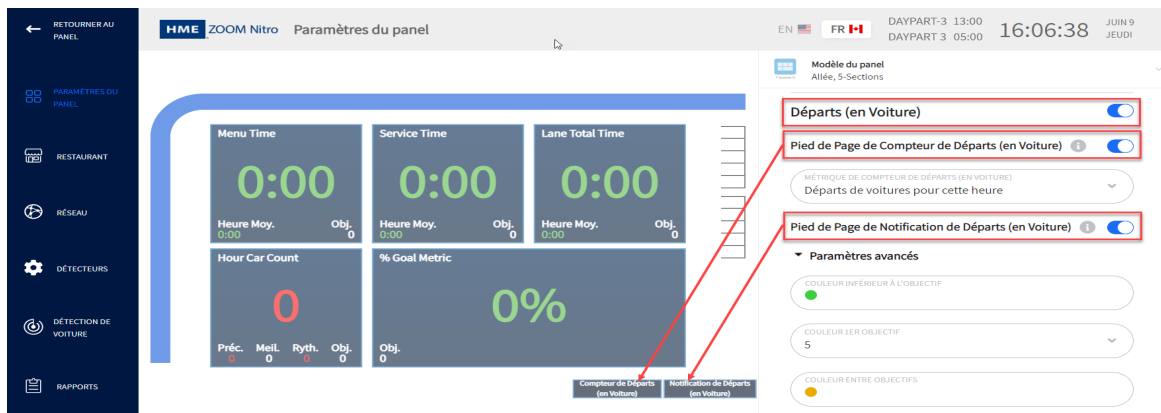 RETOURNER AU
PANEL
HME ZOOM Nitro Paramètres du panel
EN FR
DAYPART-3 13:00
DAYPART 3 05:00
16:06:38
JUIN 9
JEUDI
PARAMÈTRES DU
PANEL
RESTAURANT
RÉSEAU
DÉTECTEURS
DÉTECTION DE
VOITURE
RAPPORTS
Menu Time
0:00
Heure Moy. Obj.
0:00 0
Service Time
0:00
Heure Moy. Obj.
0:00 0
Lane Total Time
0:00
Heure Moy. Obj.
0:00 0
Hour Car Count
0
Préc. Meil. Ryth. Obj.
0 0 0 0
% Goal Metric
0%
Obj.
0
Compteur de Départs
(en Voiture)
Notification de Départs
(en Voiture)
Modèle du panel
Allée, 5-Sections
Départs (en Voiture)
Pied de Page de Compteur de Départs (en Voiture)
MÉTRIQUE DE COMPTEUR DE DÉPARTS (EN VOITURE)
Départs de voitures pour cette heure
Pied de Page de Notification de Départs (en Voiture)
Paramètres avancés
COULEUR INFÉRIEUR À L'OBJECTIF
COULEUR 1ER OBJECTIF
5
COULEUR ENTRE OBJECTIFS